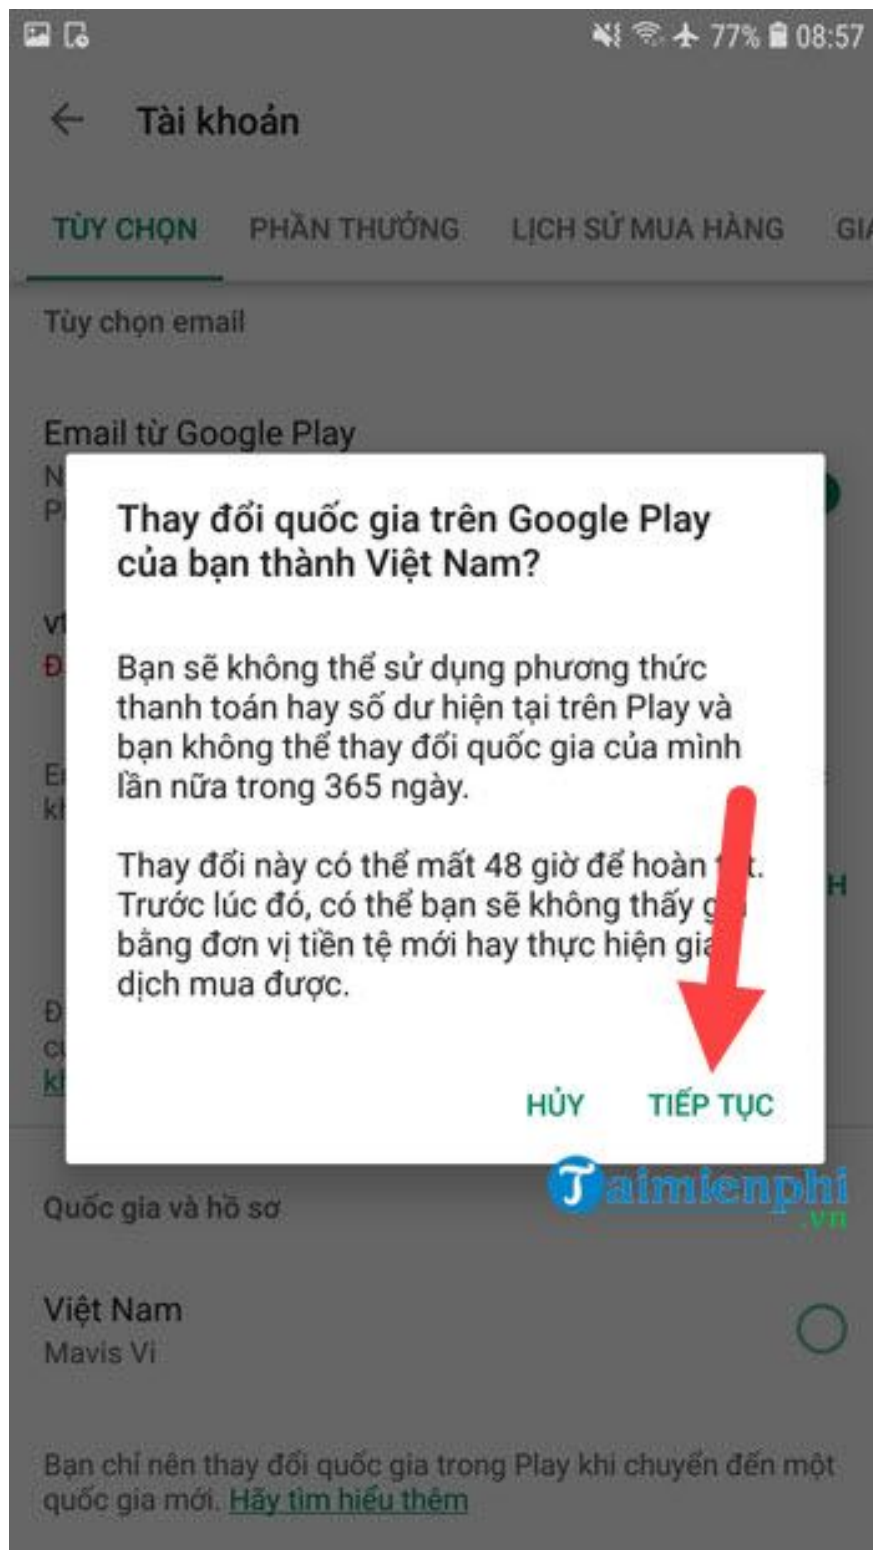 77% 08:57
Tài khoản
TÙY CHỌN PHẦN THƯỞNG LỊCH SỬ MUA HÀNG
Tùy chọn email
Email từ Google Play
Thay đổi quốc gia trên Google Play
của bạn thành Việt Nam?
Bạn sẽ không thể sử dụng phương thức
thanh toán hay số dư hiện tại trên Play và
bạn không thể thay đổi quốc gia của mình
lần nữa trong 365 ngày.
Thay đổi này có thể mất 48 giờ để hoàn
Trước lúc đó, có thể bạn sẽ không thấy
bằng đơn vị tiền tệ mới hay thực hiện
dịch mua được.
HỦY TIẾP TỤC
Taimienphi
.vn
Quốc gia và hồ sơ
Việt Nam
Mavis Vi
Bạn chỉ nên thay đổi quốc gia trong Play khi chuyển đến một
quốc gia mới. Hãy tìm hiểu thêm